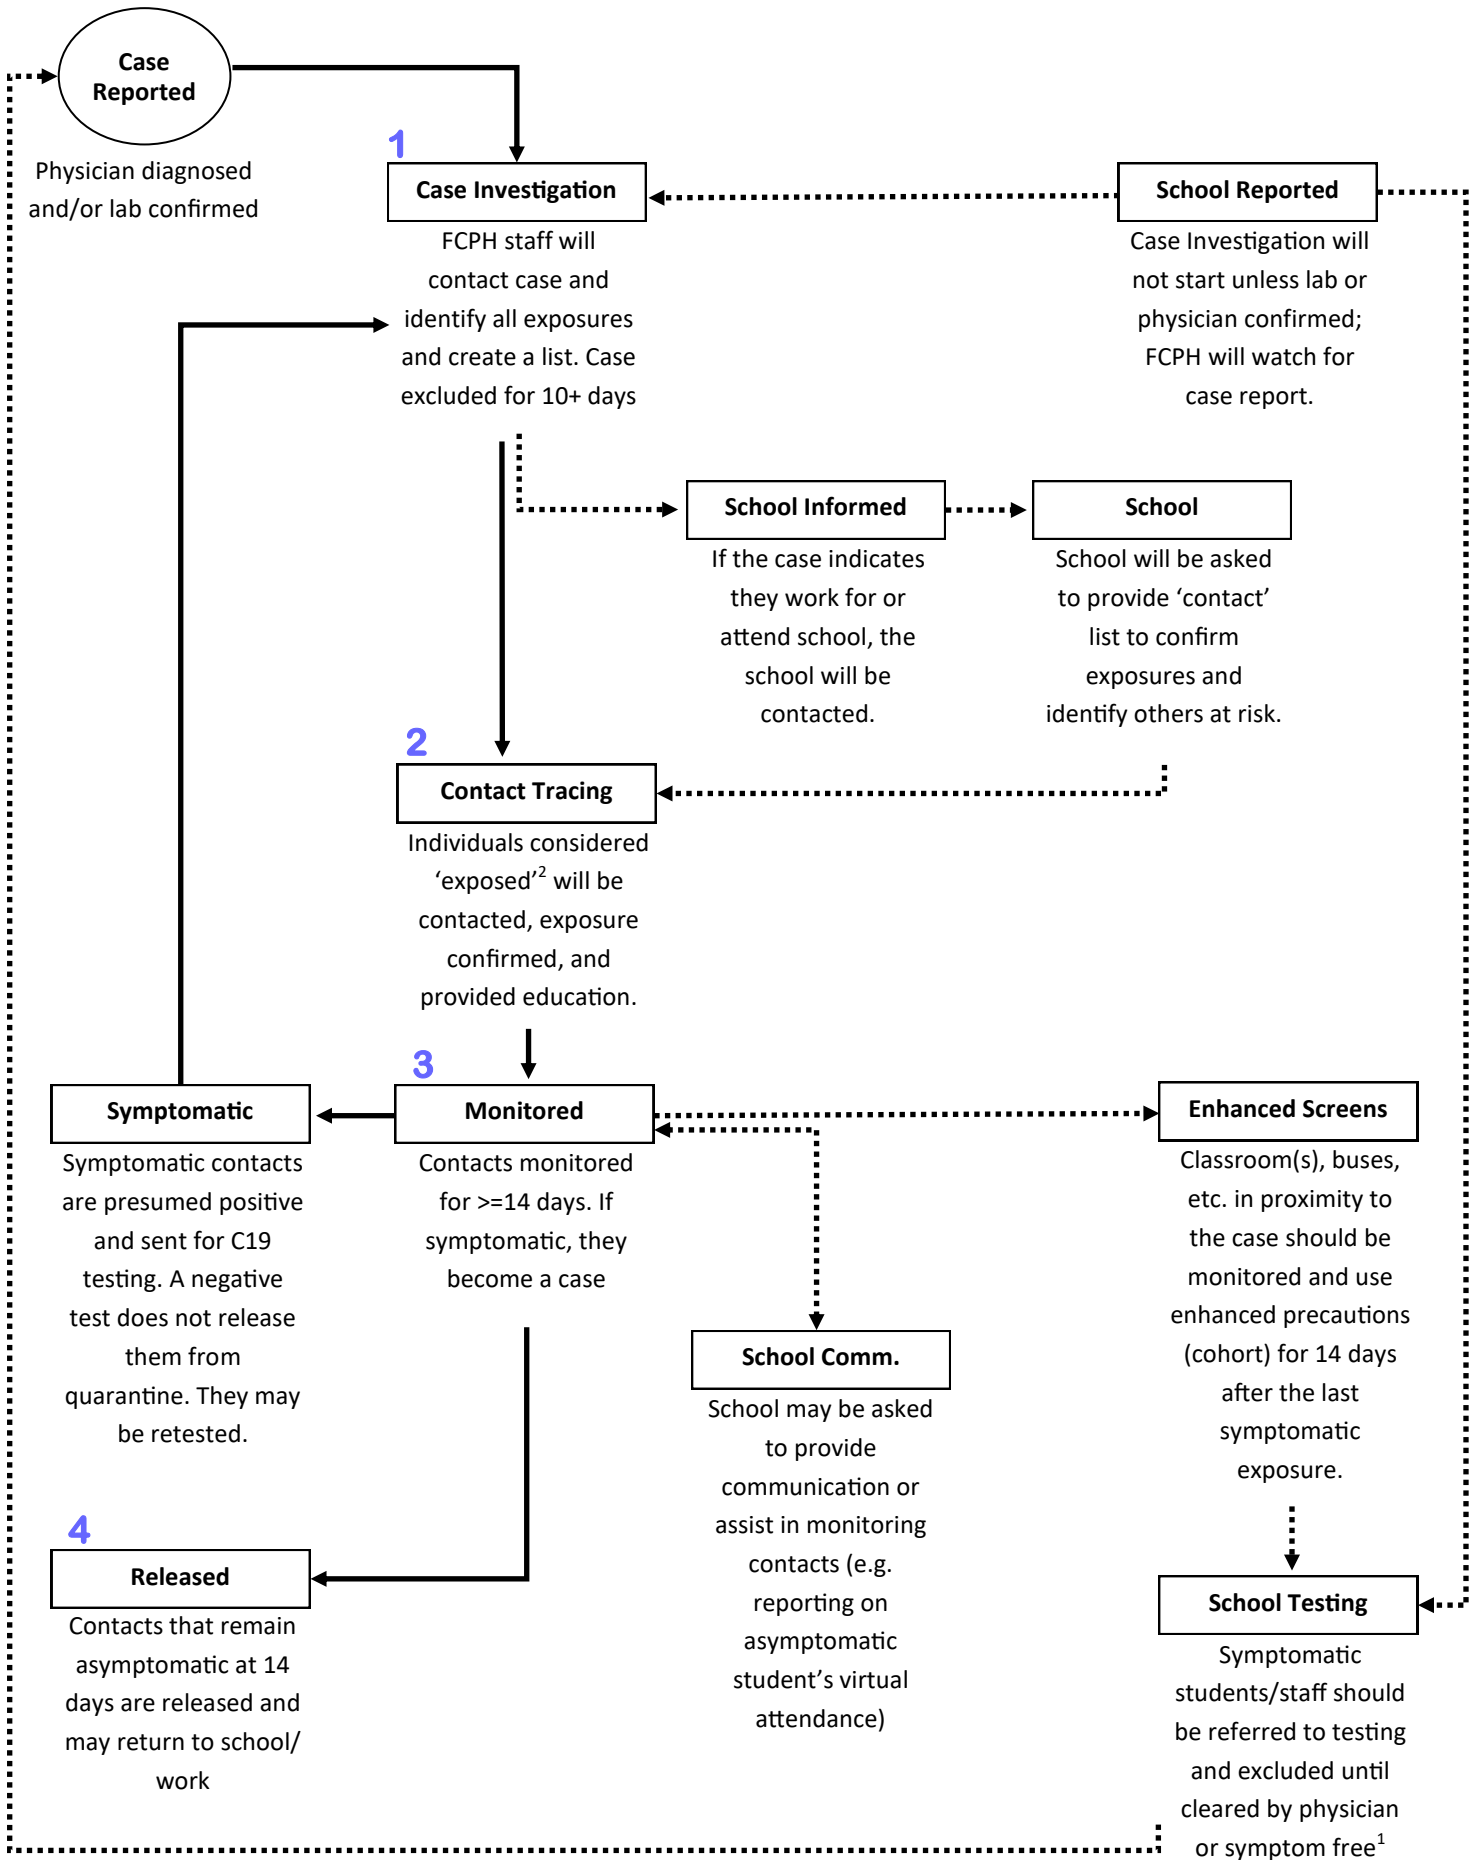 Case
Reported
Physician diagnosed
and/or lab confirmed
1
Case Investigation
FCPH staff will
contact case and
identify all exposures
and create a list. Case
excluded for 10+ days
School Reported
Case Investigation will
not start unless lab or
physician confirmed;
FCPH will watch for
case report.
School Informed
If the case indicates
they work for or
attend school, the
school will be
contacted.
School
School will be asked
to provide ‘contact’
list to confirm
exposures and
identify others at risk.
2
Contact Tracing
Individuals considered
‘exposed’² will be
contacted, exposure
confirmed, and
provided education.
Symptomatic
Symptomatic contacts
are presumed positive
and sent for C19
testing. A negative
test does not release
them from
quarantine. They may
be retested.
3
Monitored
Contacts monitored
for >=14 days. If
symptomatic, they
become a case
Enhanced Screens
Classroom(s), buses,
etc. in proximity to
the case should be
monitored and use
enhanced precautions
(cohort) for 14 days
after the last
symptomatic
exposure.
School Comm.
School may be asked
to provide
communication or
assist in monitoring
contacts (e.g.
reporting on
asymptomatic
student’s virtual
attendance)
4
Released
Contacts that remain
asymptomatic at 14
days are released and
may return to school/
work
School Testing
Symptomatic
students/staff should
be referred to testing
and excluded until
cleared by physician
or symptom free¹